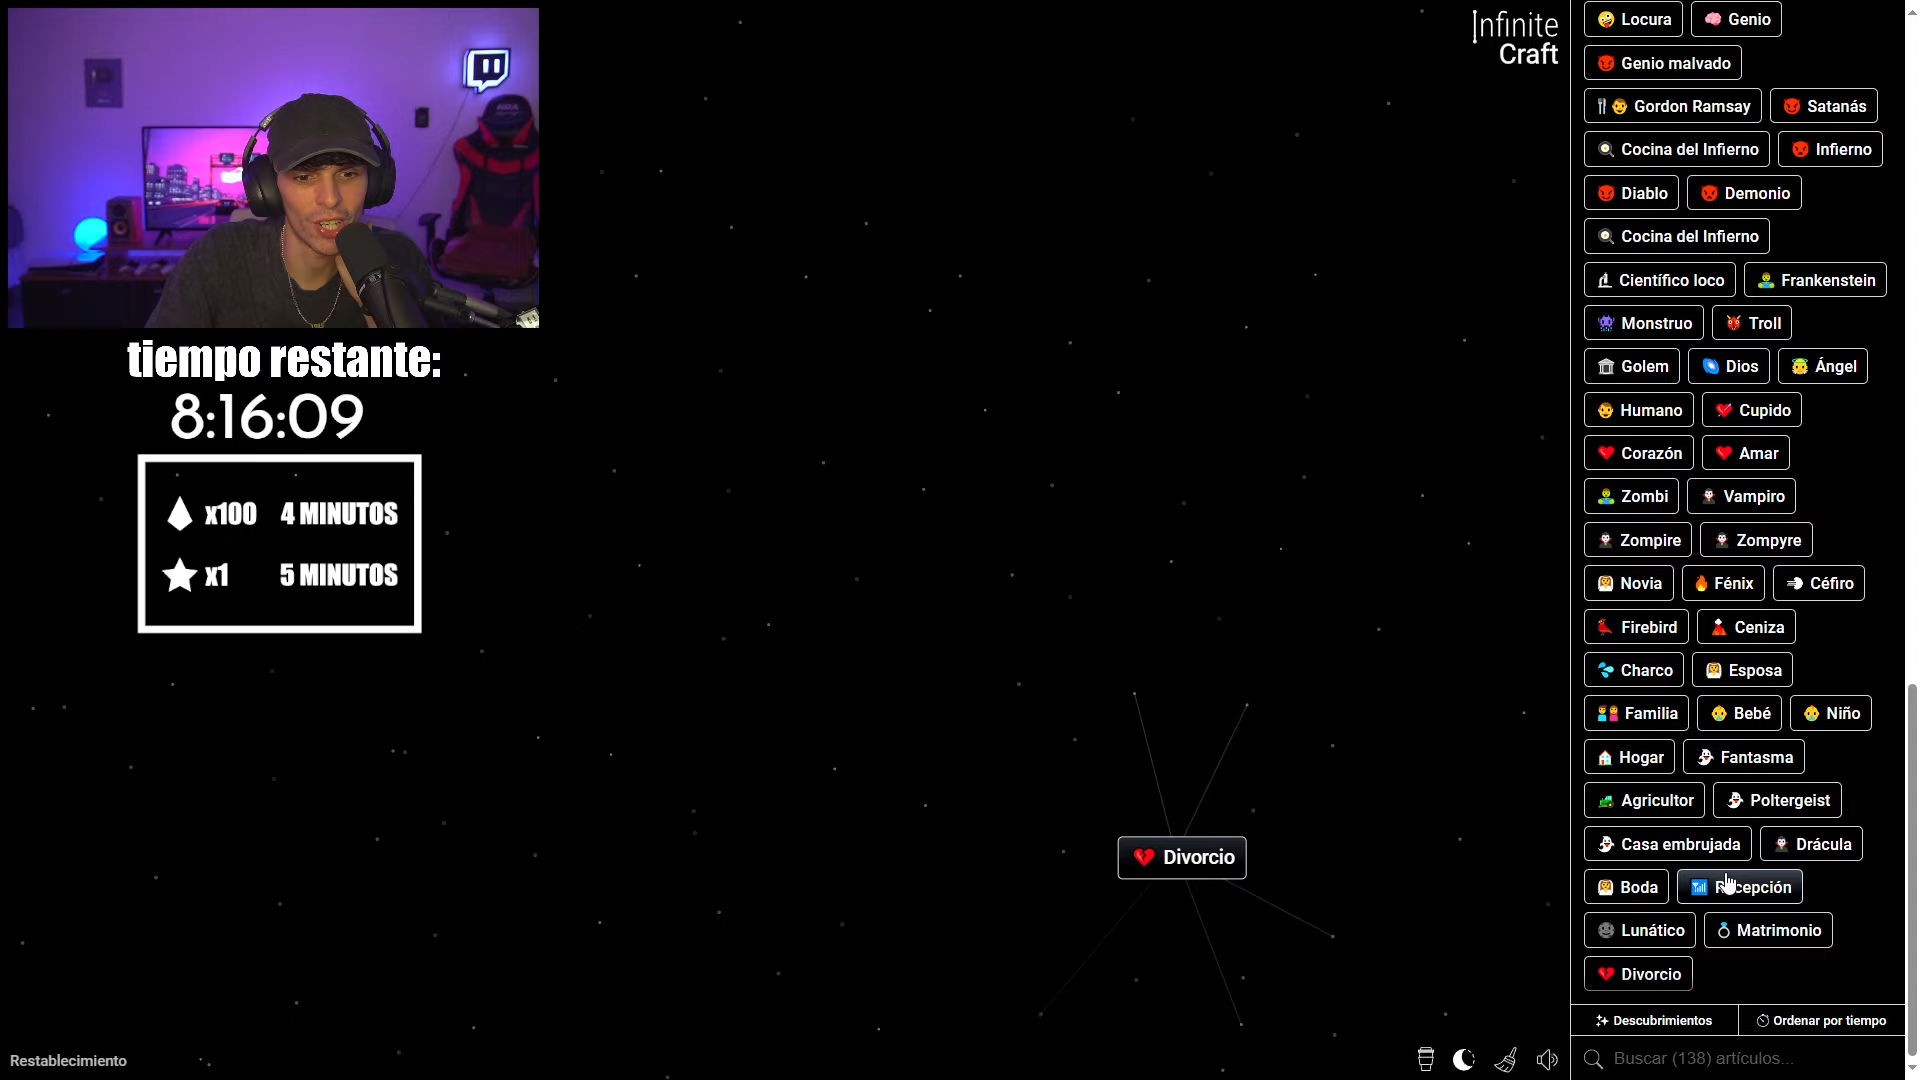 Infinite
Craft
tiempo restante:
8:16:09
x100 4 MINUTOS
x1 5 MINUTOS
Divorcio
Restablecimiento
Locura Genio
Genio malvado
Gordon Ramsay Satanás
Cocina del Infierno Infierno
Diablo Demonio
Cocina del Infierno
Científico loco Frankenstein
Monstruo Troll
Golem Dios Ángel
Humano Cupido
Corazón Amar
Zombi Vampiro
Zompire Zompyre
Novia Fénix Céfiro
Firebird Ceniza
Charco Esposa
Familia Bebé Niño
Hogar Fantasma
Agricultor Poltergeist
Casa embrujada Drácula
Boda Recepción
Lunático Matrimonio
Divorcio
Descubrimientos Ordenar por tiempo
Buscar (138) artículos...